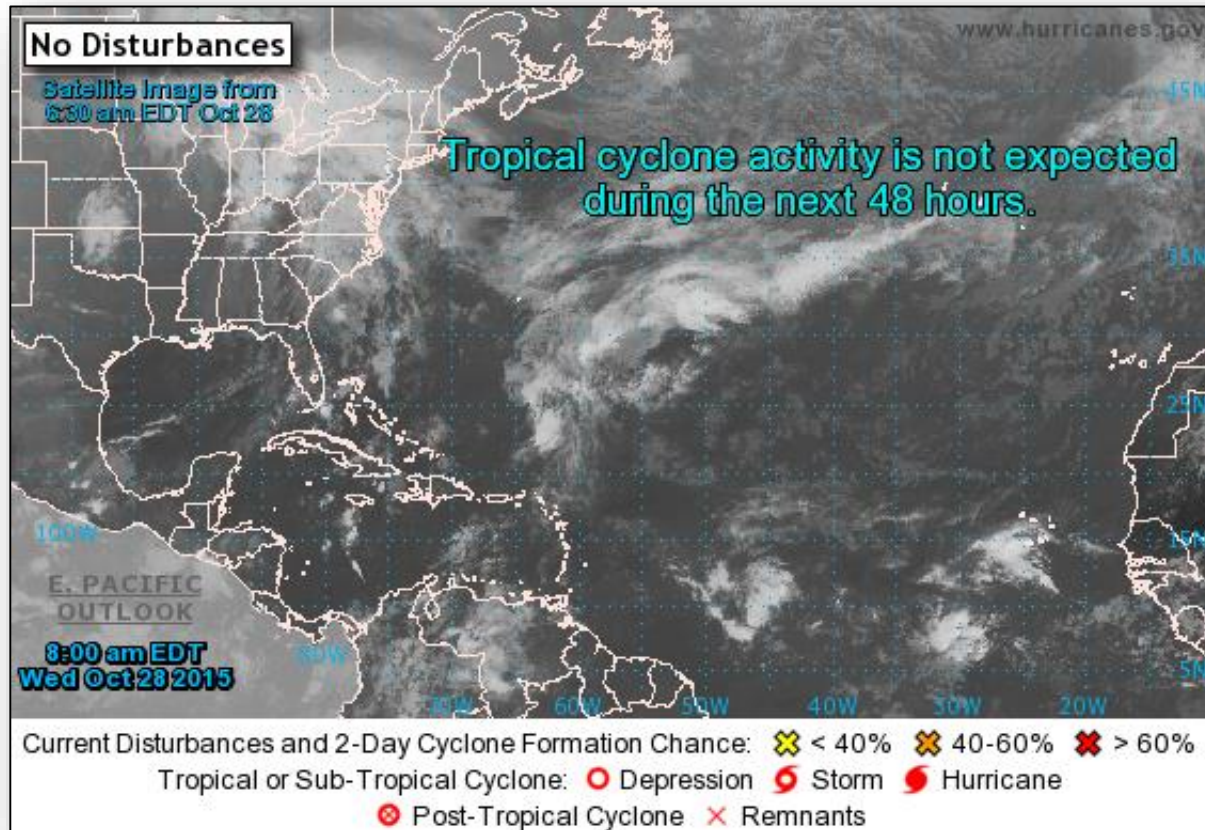 No Disturbances
www.hurricanes.gov
Satellite Image from
6:30 am EDT Oct 28
45N
Tropical cyclone activity is not expected
during the next 48 hours.
35N
25N
100W
15N
E. PACIFIC
OUTLOOK
8:00 am EDT
Wed Oct 28 2015
80W
5N
70W 60W 50W 40W 30W 20W
Current Disturbances and 2-Day Cyclone Formation Chance: < 40% 40-60% > 60%
Tropical or Sub-Tropical Cyclone: Depression Storm Hurricane
Post-Tropical Cyclone Remnants